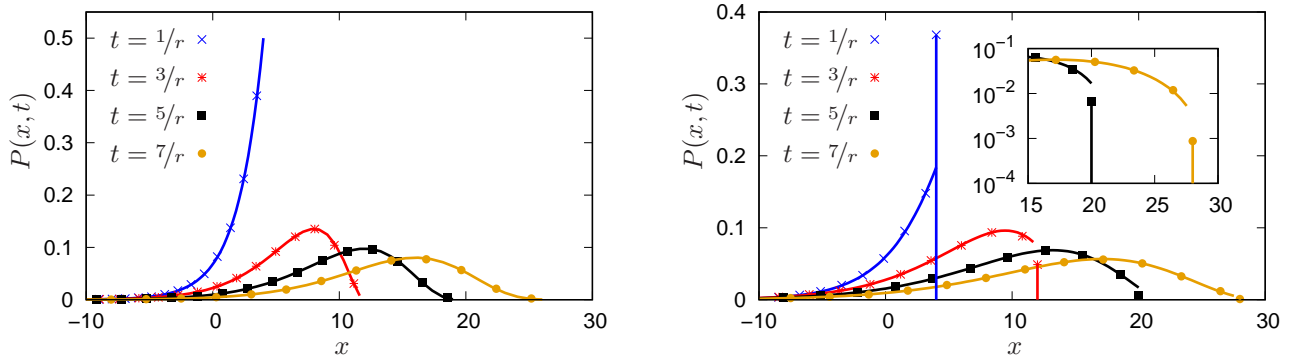 0.5
0.4
0.3
0.2
0.1
0
P(x, t)
t = 1/r
t = 3/r
t = 5/r
t = 7/r
−10 0 10 20 30
x
0.4
0.3
0.2
0.1
0
P(x, t)
t = 1/r
t = 3/r
t = 5/r
t = 7/r
10⁻¹
10⁻²
10⁻³
10⁻⁴
15 20 25 30
−10 0 10 20 30
x